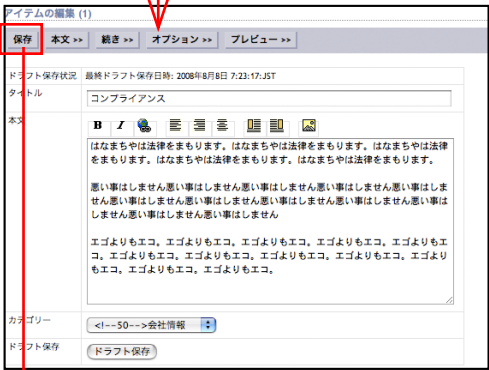 アイテムの編集 (1)
保存 本文 >> 続き >> オプション >> プレビュー >>
ドラフト保存状況 最終ドラフト保存日時: 2008年8月8日 7:23:17:JST
タイトル コンプライアンス
本文
B I
はなまちやは法律をまもります。はなまちやは法律をまもります。はなまちやは法律
をまもります。はなまちやは法律をまもります。はなまちやは法律をまもります。
悪い事はしません悪い事はしません悪い事はしません悪い事はしません悪い事はしま
せん悪い事はしません悪い事はしません悪い事はしません悪い事はしません悪い事は
しません悪い事はしません悪い事はしません
エゴよりもエコ。エゴよりもエコ。エゴよりもエコ。エゴよりもエコ。エゴよりもエ
コ。エゴよりもエコ。エゴよりもエコ。エゴよりもエコ。エゴよりもエコ。エゴより
もエコ。エゴよりもエコ。エゴよりもエコ。
カテゴリー <!--50-->会社情報
ドラフト保存 ドラフト保存